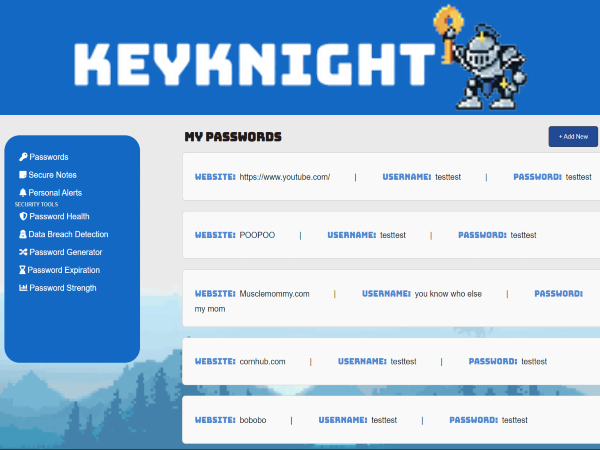 KEYKNIGHT
MY PASSWORDS
+ Add New
Passwords
Secure Notes
Personal Alerts
SECURITY TOOLS
Password Health
Data Breach Detection
Password Generator
Password Expiration
Password Strength
WEBSITE: https://www.youtube.com/ | USERNAME: testtest | PASSWORD: testtest
WEBSITE: POOPOO | USERNAME: testtest | PASSWORD: testtest
WEBSITE: Musclemommy.com | USERNAME: you know who else | PASSWORD:
my mom
WEBSITE: cornhub.com | USERNAME: testtest | PASSWORD: testtest
WEBSITE: bobobo | USERNAME: testtest | PASSWORD: testtest